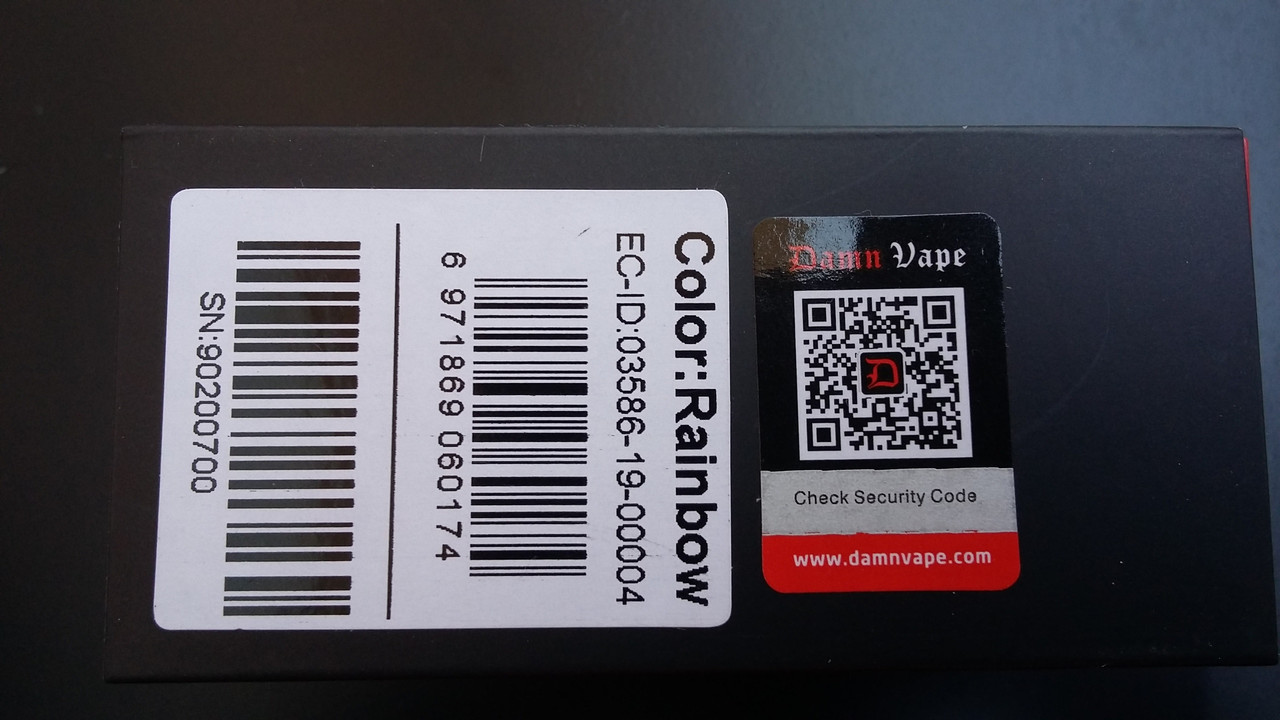 Color:Rainbow
EC-ID:03586-19-00004
6 971869 060174
SN:90200700
Damn Vape
D
Check Security Code
www.damnvape.com